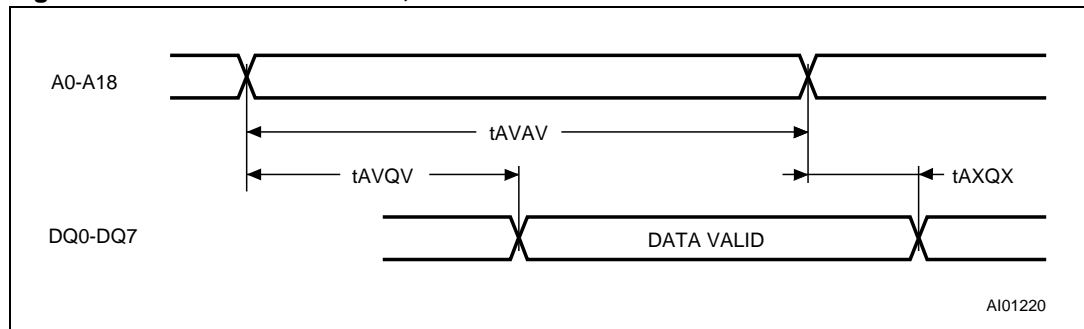 A0-A18
tAVAV
tAVQV
tAXQX
DQ0-DQ7
DATA VALID
AI01220